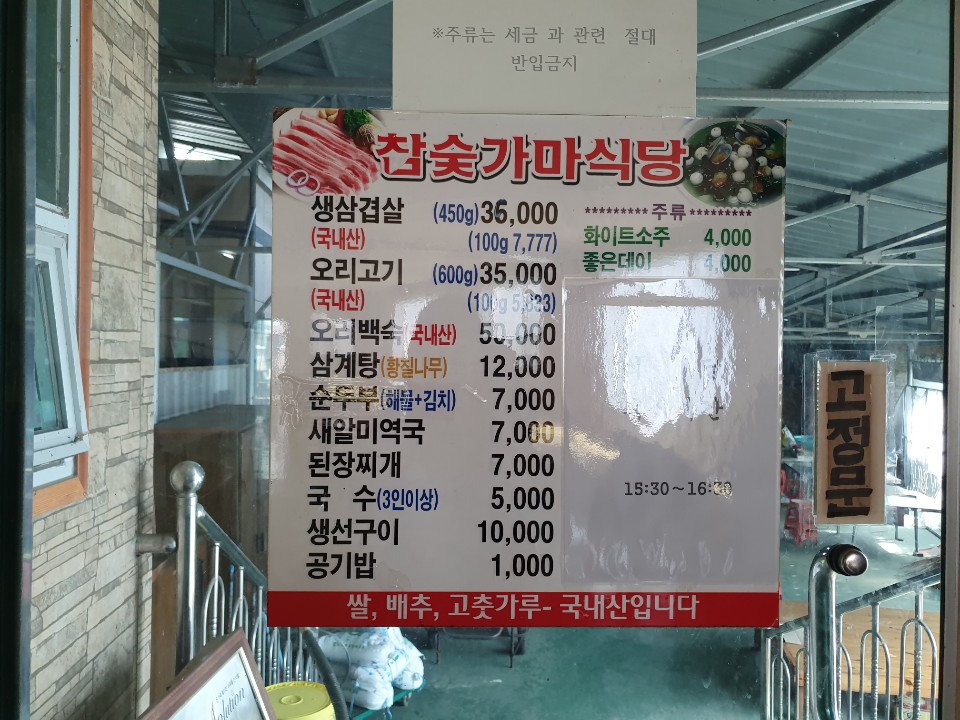 ※주류는 세금 과 관련 절대
반입금지
참숯가마식당
생삼겹살 (450g) 36,000
(국내산) (100g 7,777)
오리고기 (600g) 35,000
(국내산)
오리백숙(국내산) 50,000
삼계탕(황칠나무) 12,000
순두부(해물+김치) 7,000
새알미역국 7,000
된장찌개 7,000
국 수(3인이상) 5,000
생선구이 10,000
공기밥 1,000
********* 주류 *********
화이트소주 4,000
좋은데이 4,000
15:30~16:30
쌀, 배추, 고춧가루- 국내산입니다
고정문